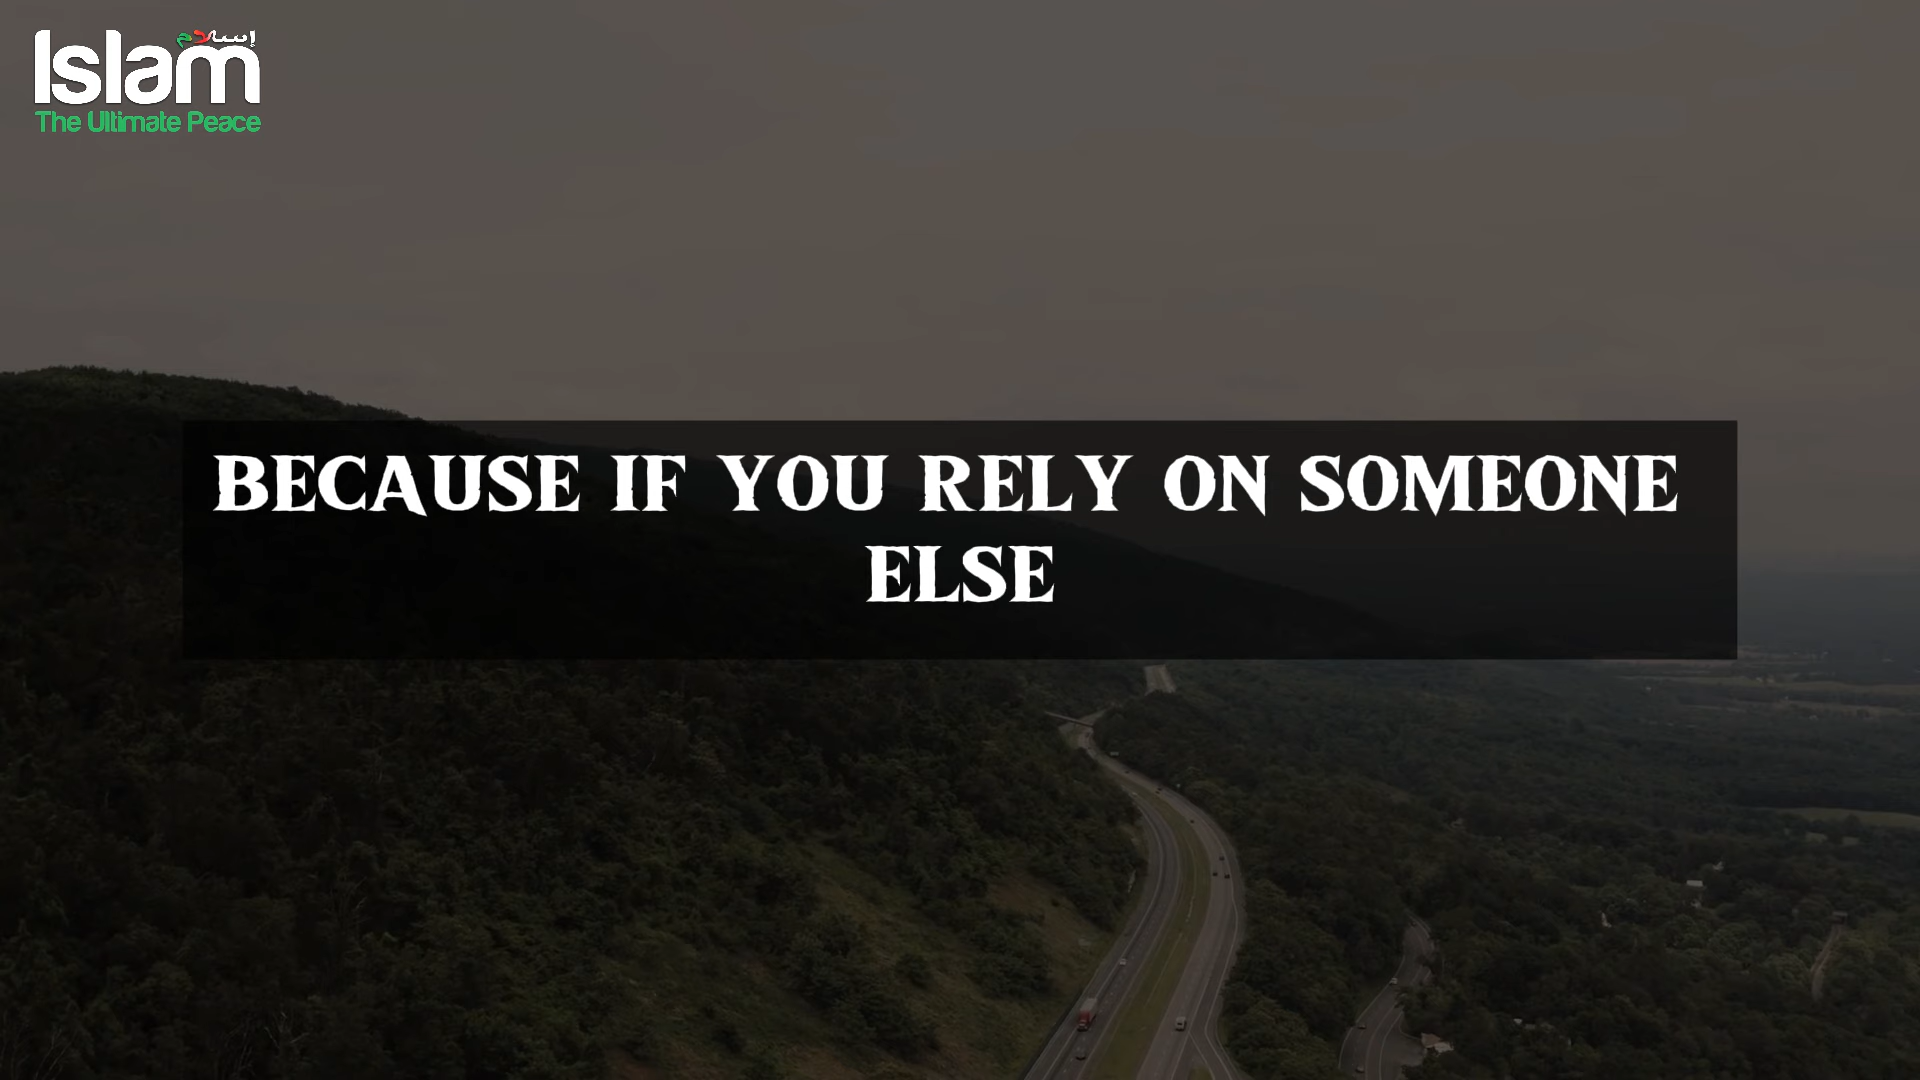 إسلام
Islam
The Ultimate Peace
BECAUSE IF YOU RELY ON SOMEONE
ELSE